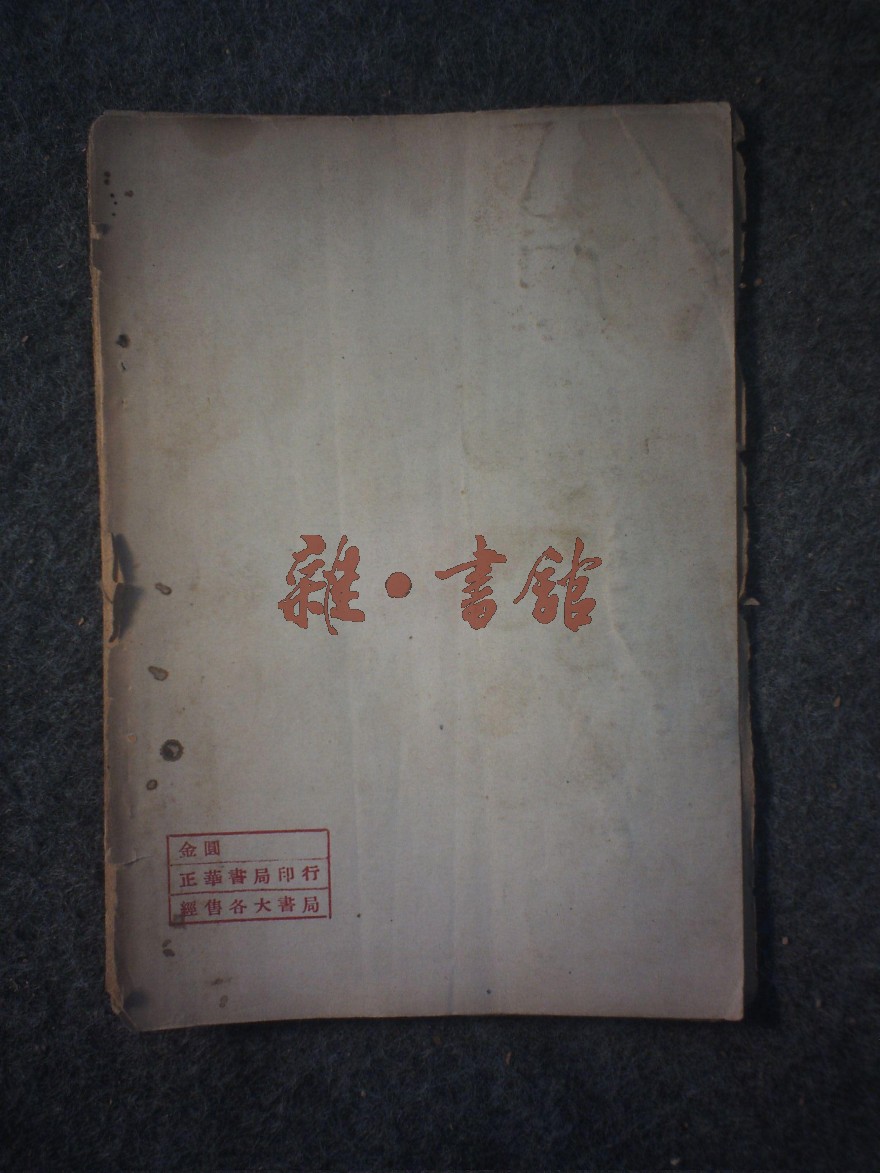 雜·書館
金圓
正華書局印行
經售各大書局